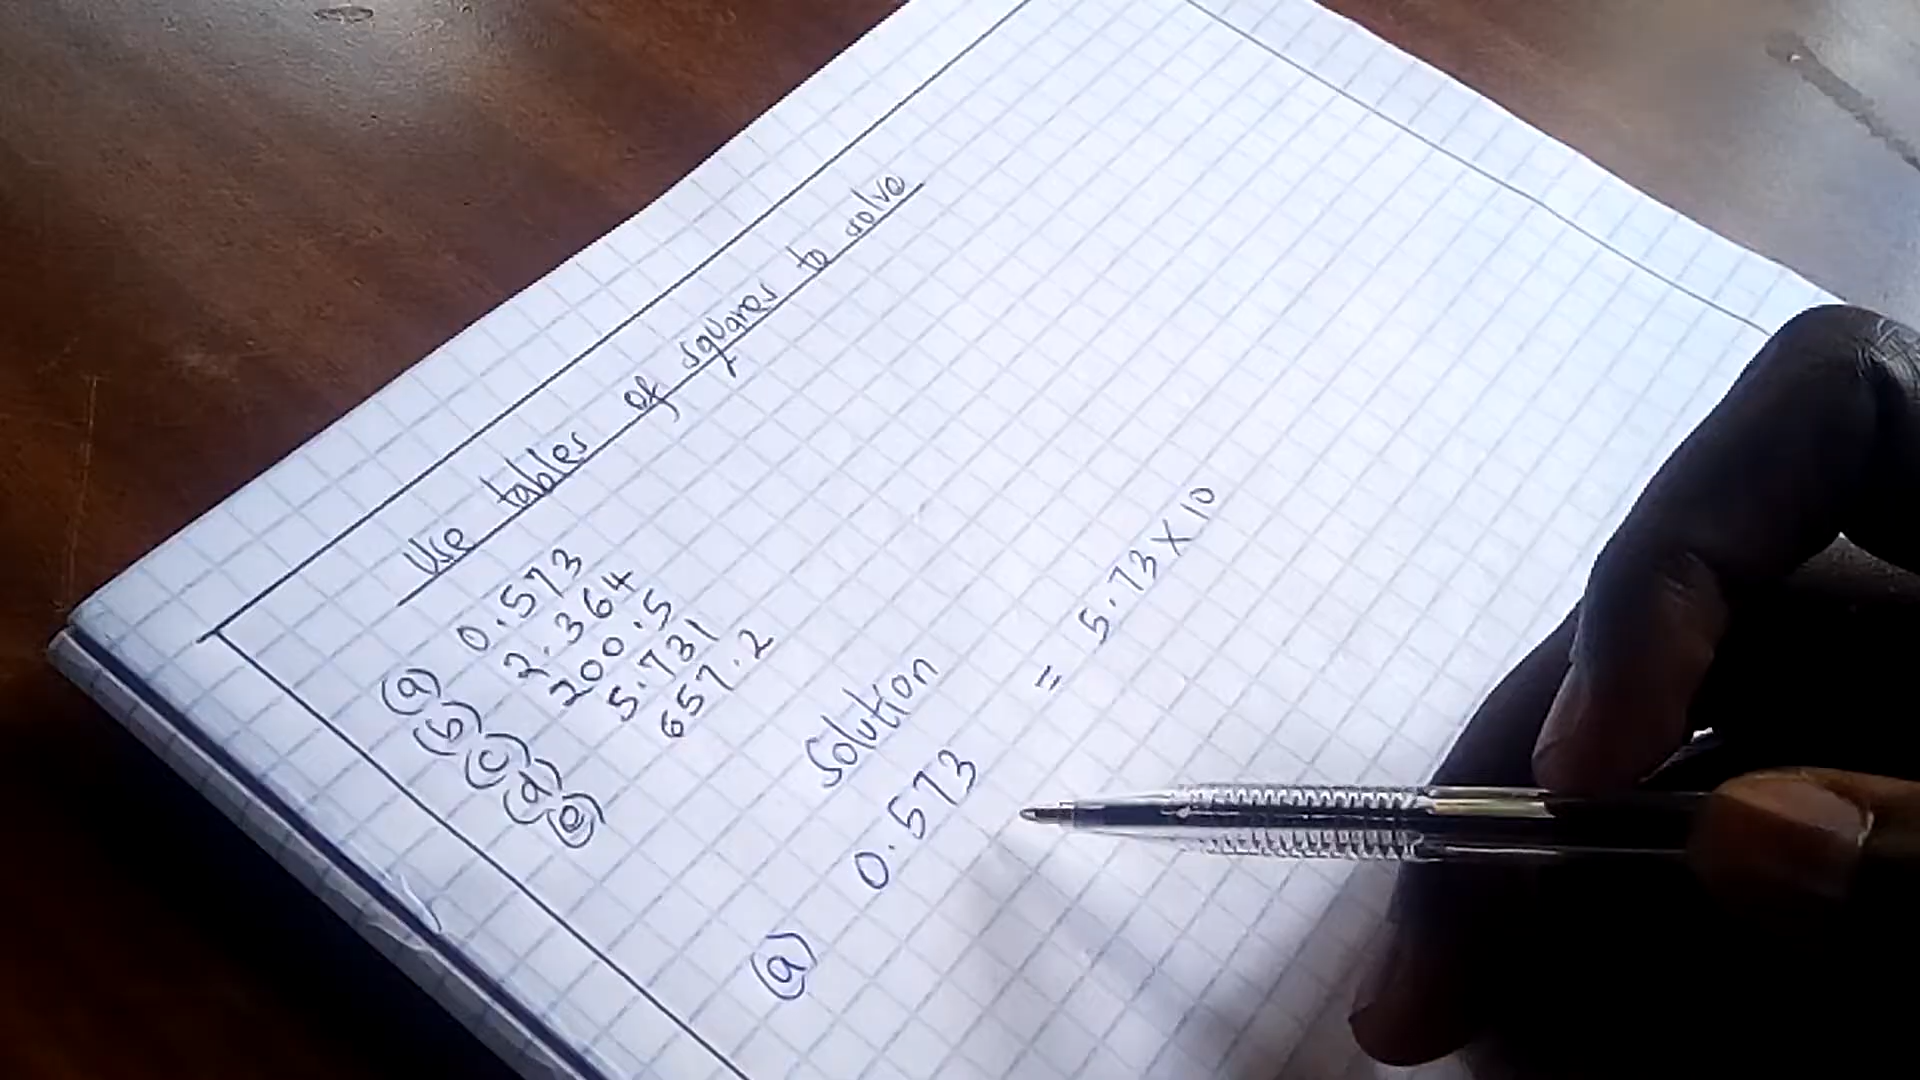 Use tables of squares to solve
(a) 0.573
(b) 2.364
(c) 200.5
(d) 5.731
(e) 657.2
Solution
(a) 0.573 = 5.73 × 10